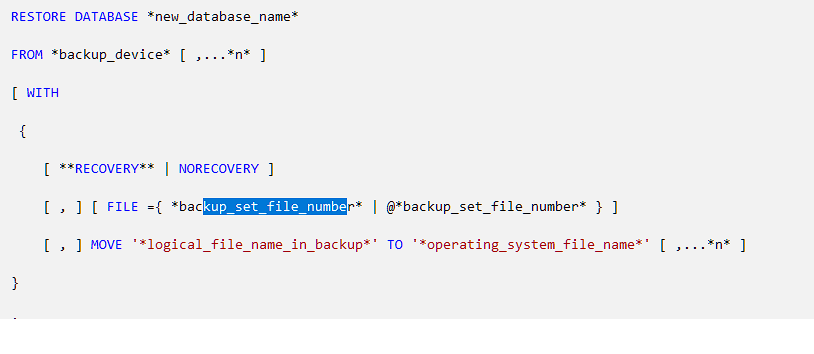 RESTORE DATABASE *new_database_name*
FROM *backup_device* [ ,...*n* ]
[ WITH
{
[ **RECOVERY** | NORECOVERY ]
[ , ] [ FILE ={ *backup_set_file_number* | @*backup_set_file_number* } ]
[ , ] MOVE '*logical_file_name_in_backup*' TO '*operating_system_file_name*' [ ,...*n* ]
}